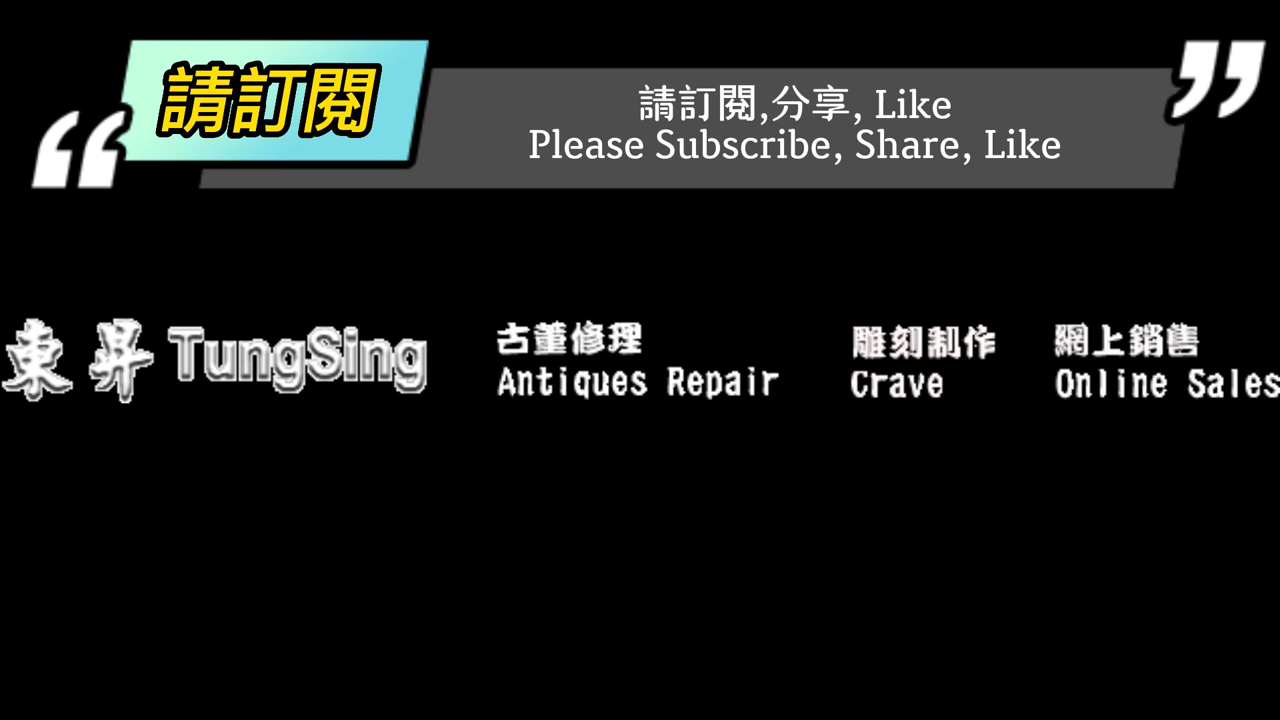 請訂閱
請訂閱,分享, Like
Please Subscribe, Share, Like
東昇 TungSing
古董修理
Antiques Repair
雕刻制作
Crave
網上銷售
Online Sales